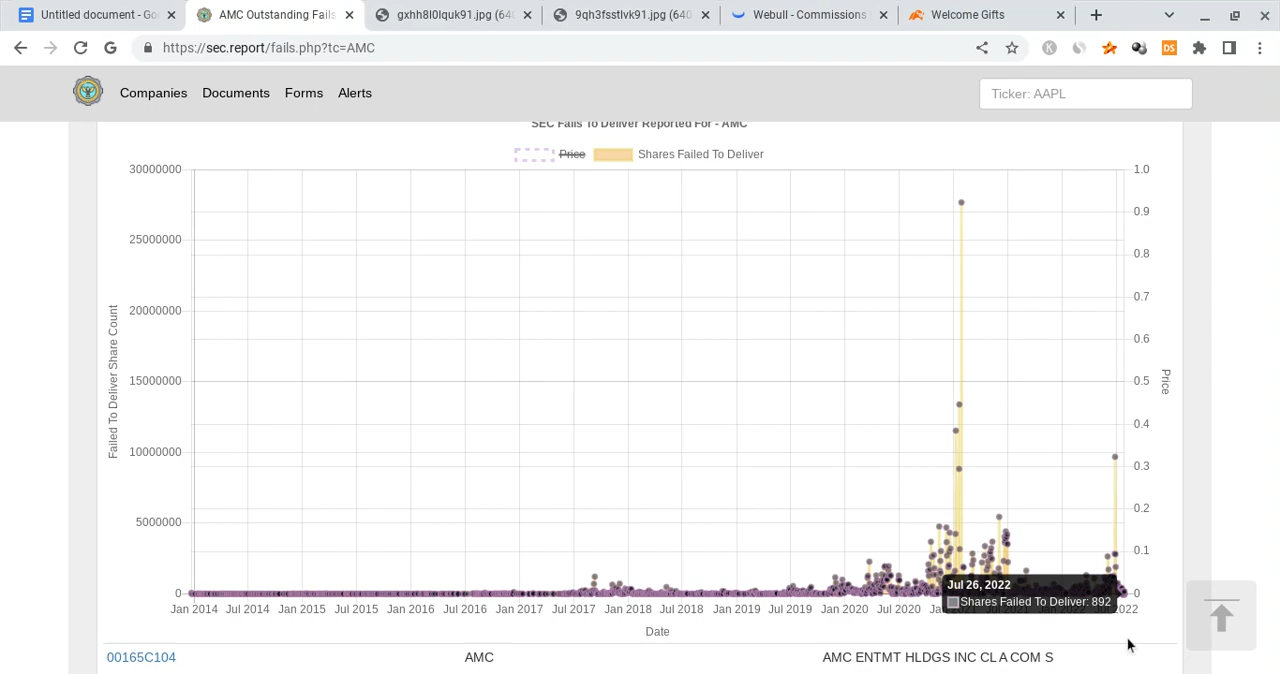 Untitled document - Go
AMC Outstanding Fails
gxhh8l0lquk91.jpg (640
9qh3fsstlvk91.jpg (640
Webull - Commissions
Welcome Gifts
https://sec.report/fails.php?tc=AMC
Companies Documents Forms Alerts
Ticker: AAPL
SEC Fails To Deliver Reported For - AMC
Price Shares Failed To Deliver
30000000
25000000
20000000
15000000
10000000
5000000
0
Failed To Deliver Share Count
1.0
0.9
0.8
0.7
0.6
0.5
0.4
0.3
0.2
0.1
0
Price
Jul 26, 2022
Shares Failed To Deliver: 892
Jan 2014 Jul 2014 Jan 2015 Jul 2015 Jan 2016 Jul 2016 Jan 2017 Jul 2017 Jan 2018 Jul 2018 Jan 2019 Jul 2019 Jan 2020 Jul 2020 2022
Date
00165C104 AMC AMC ENTMT HLDGS INC CL A COM S